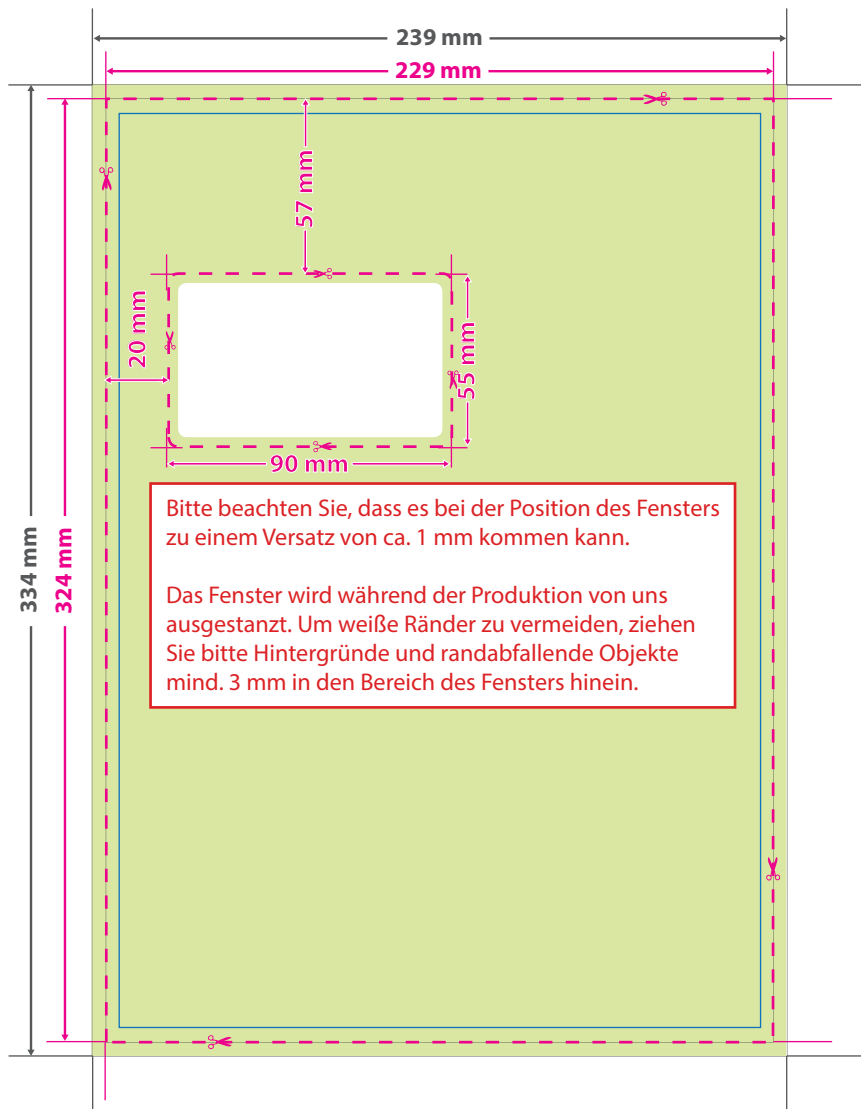 239 mm
229 mm
57 mm
20 mm
55 mm
90 mm
334 mm
324 mm
Bitte beachten Sie, dass es bei der Position des Fensters
zu einem Versatz von ca. 1 mm kommen kann.
Das Fenster wird während der Produktion von uns
ausgestanzt. Um weiße Ränder zu vermeiden, ziehen
Sie bitte Hintergründe und randabfallende Objekte
mind. 3 mm in den Bereich des Fensters hinein.